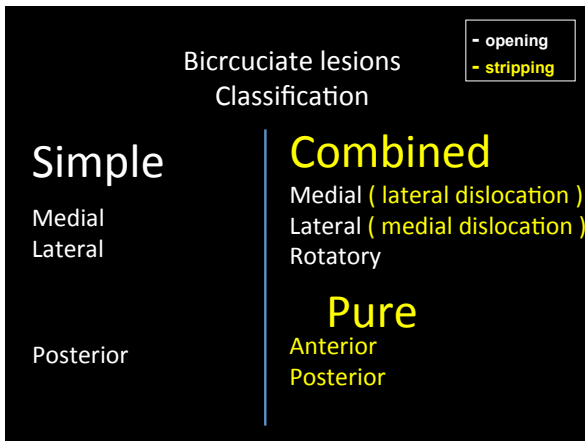 - opening
- stripping
Bicrcuciate lesions
Classification
Simple
Medial
Lateral
Posterior
Combined
Medial ( lateral dislocation )
Lateral ( medial dislocation )
Rotatory
Pure
Anterior
Posterior